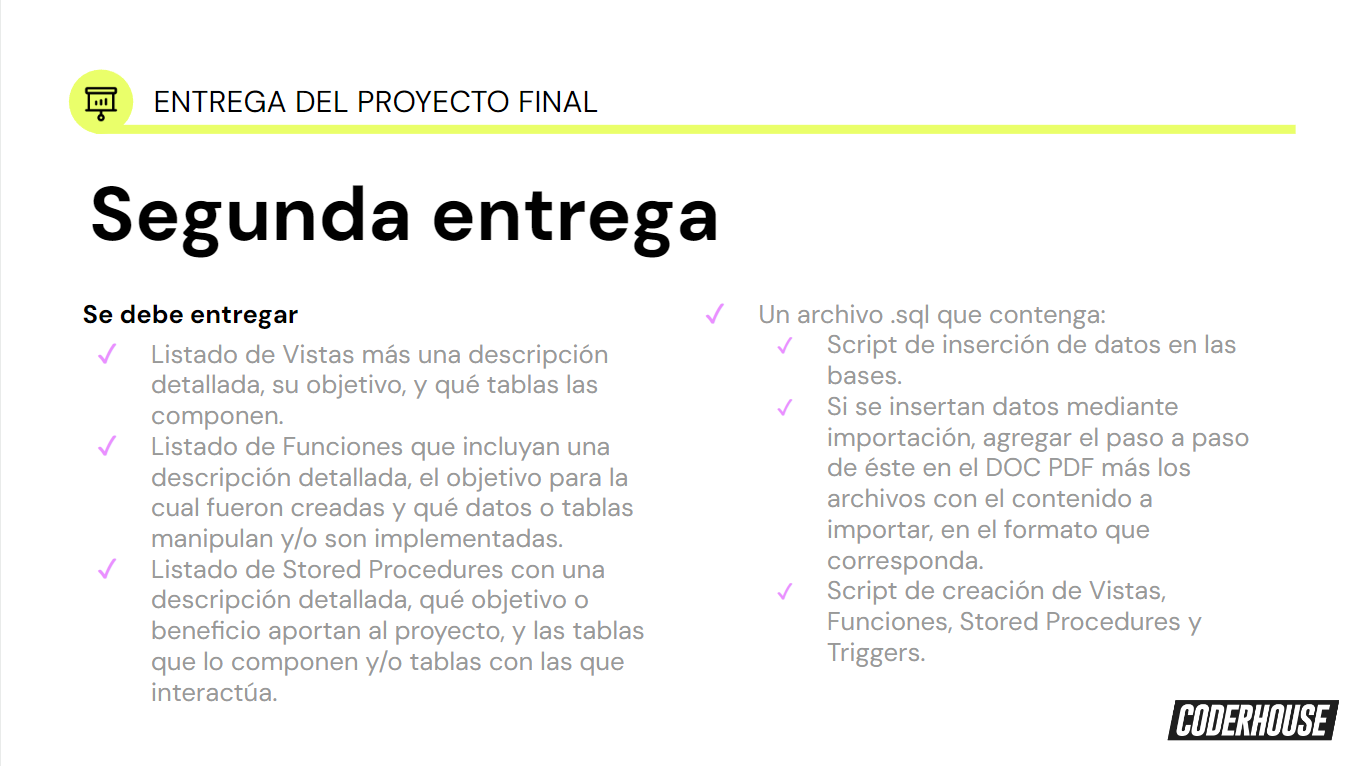 ENTREGA DEL PROYECTO FINAL
Segunda entrega
Se debe entregar
✓ Listado de Vistas más una descripción
detallada, su objetivo, y qué tablas las
componen.
✓ Listado de Funciones que incluyan una
descripción detallada, el objetivo para la
cual fueron creadas y qué datos o tablas
manipulan y/o son implementadas.
✓ Listado de Stored Procedures con una
descripción detallada, qué objetivo o
beneficio aportan al proyecto, y las tablas
que lo componen y/o tablas con las que
interactúa.
✓ Un archivo .sql que contenga:
✓ Script de inserción de datos en las
bases.
✓ Si se insertan datos mediante
importación, agregar el paso a paso
de éste en el DOC PDF más los
archivos con el contenido a
importar, en el formato que
corresponda.
✓ Script de creación de Vistas,
Funciones, Stored Procedures y
Triggers.
CODERHOUSE